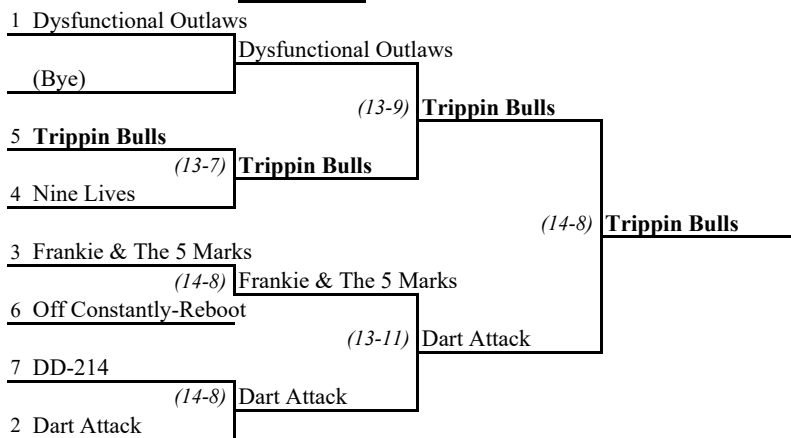 1 Dysfunctional Outlaws
Dysfunctional Outlaws
(Bye)
(13-9) Trippin Bulls
5 Trippin Bulls
(13-7) Trippin Bulls
4 Nine Lives
(14-8) Trippin Bulls
3 Frankie & The 5 Marks
(14-8) Frankie & The 5 Marks
6 Off Constantly-Reboot
(13-11) Dart Attack
7 DD-214
(14-8) Dart Attack
2 Dart Attack